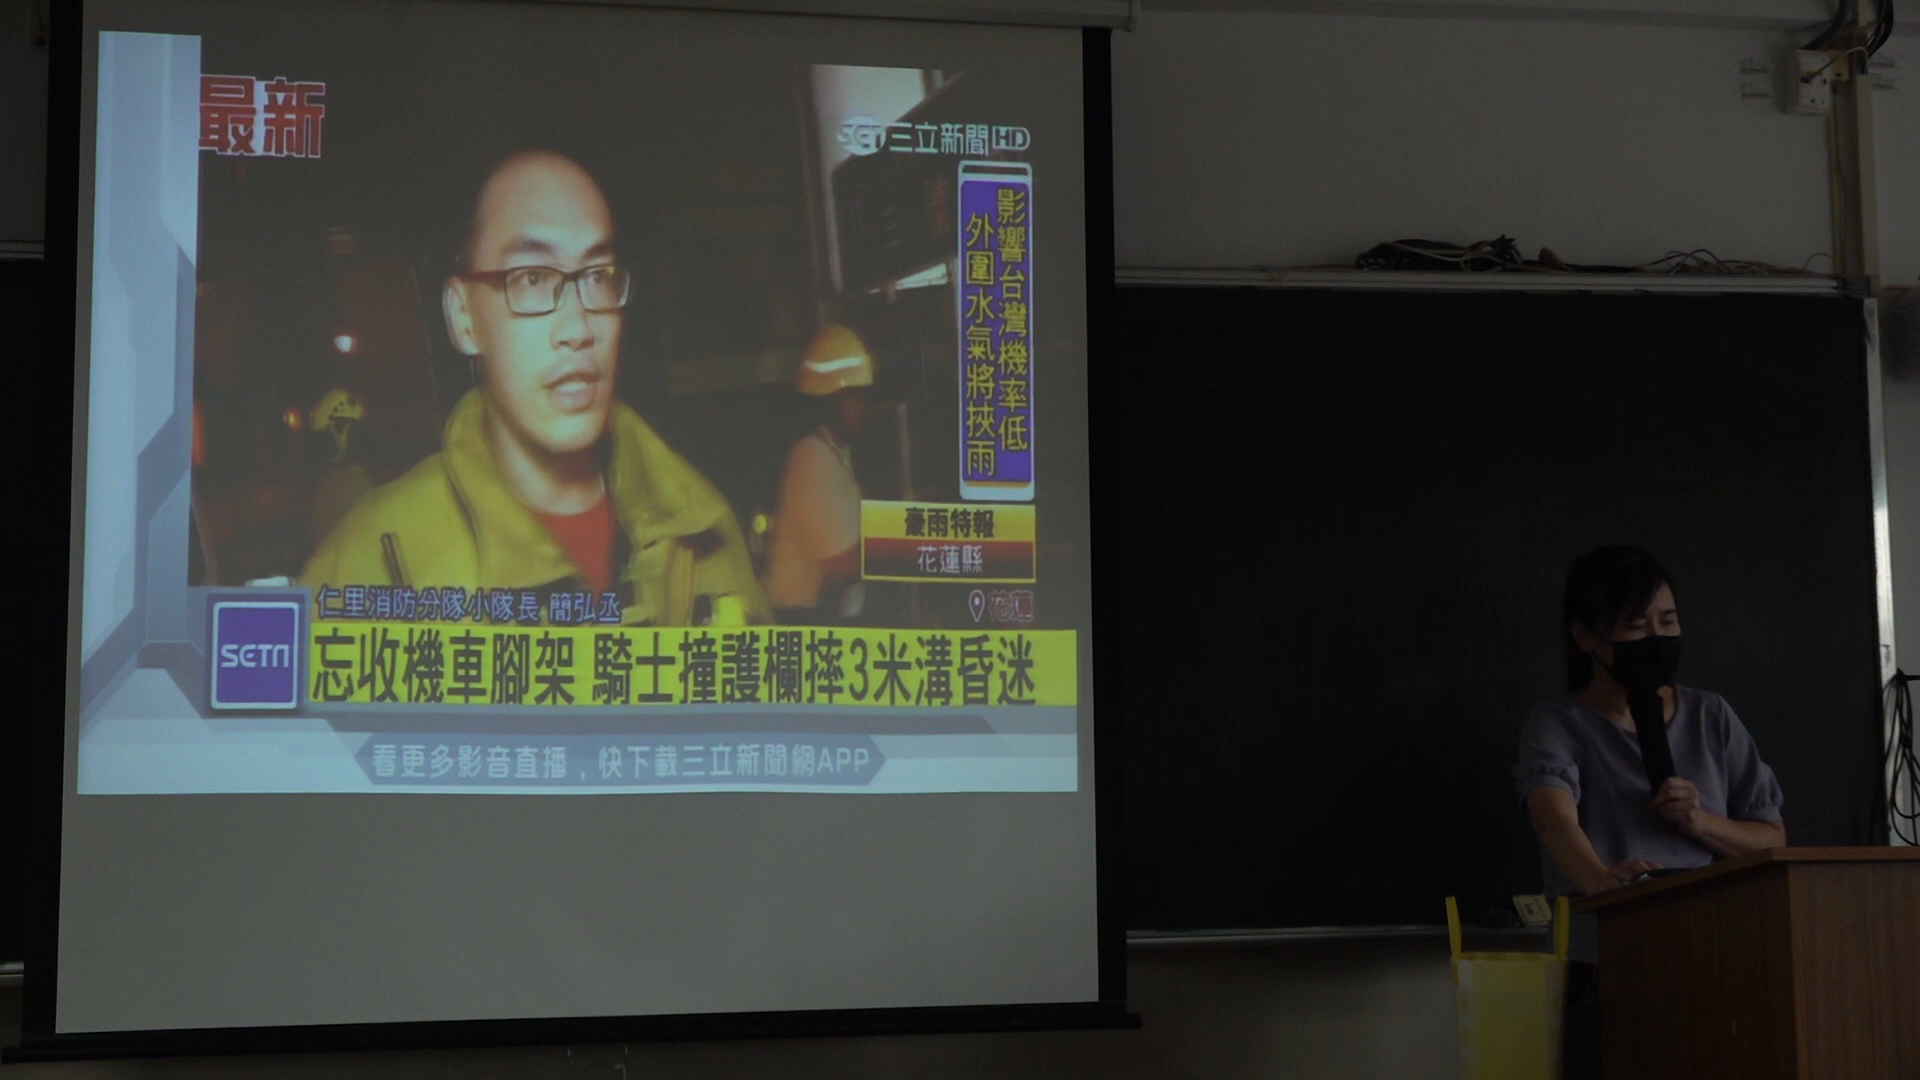 最新
SET三立新聞HD
影響台灣機率低
外圍水氣將挾雨
豪雨特報
花蓮縣
花蓮
仁里消防分隊小隊長 簡弘丞
SETN
忘收機車腳架 騎士撞護欄摔3米溝昏迷
看更多影音直播，快下載三立新聞網APP